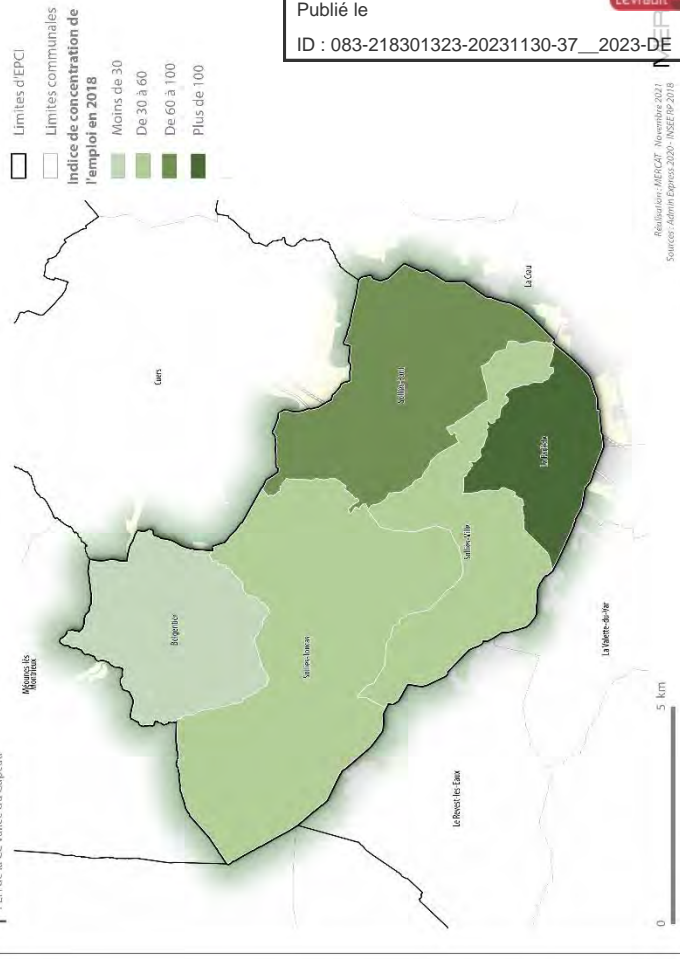 Publié le
Levrault
ID : 083-218301323-20231130-37__2023-DE
Limites d'EPCI
Limites communales
Indice de concentration de
l'emploi en 2018
Moins de 30
De 30 à 60
De 60 à 100
Plus de 100
Méounes-lès
Montrieux
Cuers
Belgentier
Solliès-Toucas
Solliès-Pont
Solliès-Ville
La Farlède
La Crau
La Valette-du-Var
Le Revest-les-Eaux
0
5 km
Réalisation : MERCAT Novembre 2021
Sources : Admin Express 2020 - INSEE RP 2018